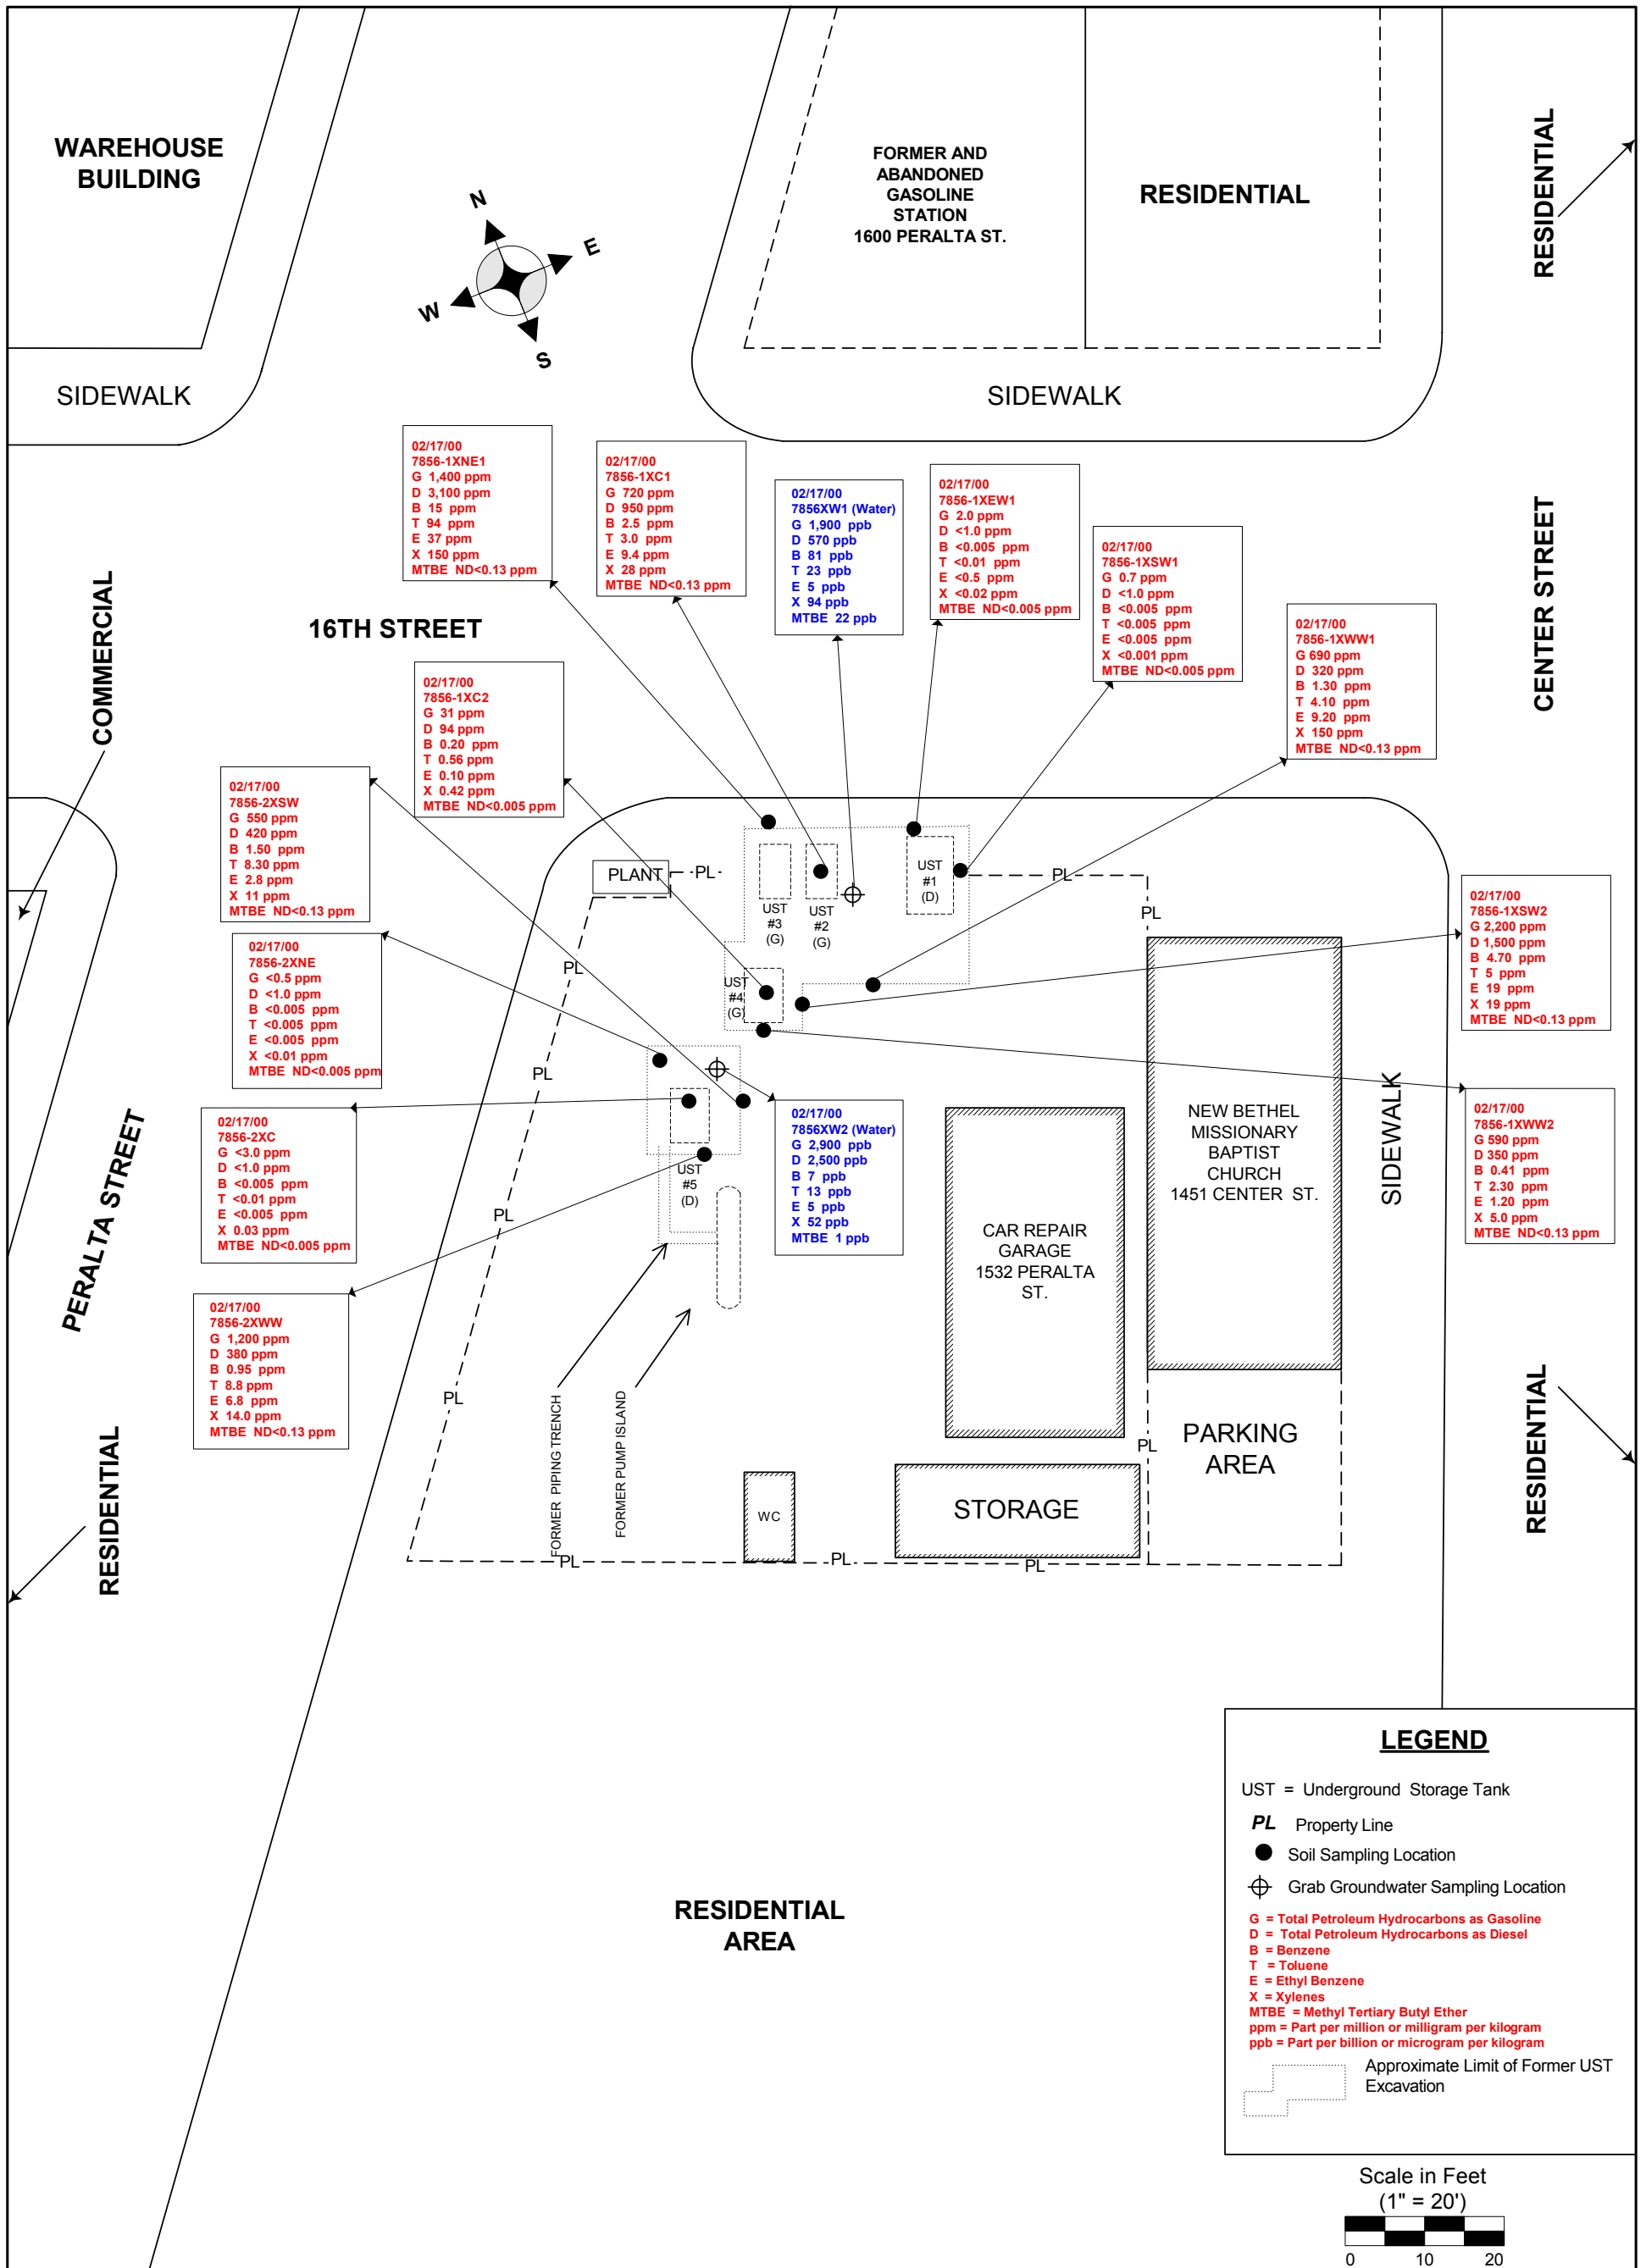 WAREHOUSE
BUILDING
SIDEWALK
N
E
W
S
FORMER AND
ABANDONED
GASOLINE
STATION
1600 PERALTA ST.
RESIDENTIAL
SIDEWALK
RESIDENTIAL
CENTER STREET
COMMERCIAL
16TH STREET
02/17/00
7856-1XNE1
G 1,400 ppm
D 3,100 ppm
B 15 ppm
T 94 ppm
E 37 ppm
X 150 ppm
MTBE ND<0.13 ppm
02/17/00
7856-1XC1
G 720 ppm
D 950 ppm
B 2.5 ppm
T 3.0 ppm
E 9.4 ppm
X 28 ppm
MTBE ND<0.13 ppm
02/17/00
7856XW1 (Water)
G 1,900 ppb
D 570 ppb
B 81 ppb
T 23 ppb
E 5 ppb
X 94 ppb
MTBE 22 ppb
02/17/00
7856-1XEW1
G 2.0 ppm
D <1.0 ppm
B <0.005 ppm
T <0.01 ppm
E <0.5 ppm
X <0.02 ppm
MTBE ND<0.005 ppm
02/17/00
7856-1XSW1
G 0.7 ppm
D <1.0 ppm
B <0.005 ppm
T <0.005 ppm
E <0.005 ppm
X <0.001 ppm
MTBE ND<0.005 ppm
02/17/00
7856-1XWW1
G 690 ppm
D 320 ppm
B 1.30 ppm
T 4.10 ppm
E 9.20 ppm
X 150 ppm
MTBE ND<0.13 ppm
02/17/00
7856-1XC2
G 31 ppm
D 94 ppm
B 0.20 ppm
T 0.56 ppm
E 0.10 ppm
X 0.42 ppm
MTBE ND<0.005 ppm
02/17/00
7856-2XSW
G 550 ppm
D 420 ppm
B 1.50 ppm
T 8.30 ppm
E 2.8 ppm
X 11 ppm
MTBE ND<0.13 ppm
02/17/00
7856-2XNE
G <0.5 ppm
D <1.0 ppm
B <0.005 ppm
T <0.005 ppm
E <0.005 ppm
X <0.01 ppm
MTBE ND<0.005 ppm
02/17/00
7856-2XC
G <3.0 ppm
D <1.0 ppm
B <0.005 ppm
T <0.01 ppm
E <0.005 ppm
X 0.03 ppm
MTBE ND<0.005 ppm
02/17/00
7856-2XWW
G 1,200 ppm
D 380 ppm
B 0.95 ppm
T 8.8 ppm
E 6.8 ppm
X 14.0 ppm
MTBE ND<0.13 ppm
02/17/00
7856XW2 (Water)
G 2,900 ppb
D 2,500 ppb
B 7 ppb
T 13 ppb
E 5 ppb
X 52 ppb
MTBE 1 ppb
02/17/00
7856-1XSW2
G 2,200 ppm
D 1,500 ppm
B 4.70 ppm
T 5 ppm
E 19 ppm
X 19 ppm
MTBE ND<0.13 ppm
02/17/00
7856-1XWW2
G 590 ppm
D 350 ppm
B 0.41 ppm
T 2.30 ppm
E 1.20 ppm
X 5.0 ppm
MTBE ND<0.13 ppm
PLANT
PL
UST
#3
(G)
UST
#2
(G)
UST
#1
(D)
PL
PL
PL
UST
#4
(G)
PL
UST
#5
(D)
PL
PL
PERALTA STREET
RESIDENTIAL
FORMER PIPING TRENCH
FORMER PUMP ISLAND
CAR REPAIR
GARAGE
1532 PERALTA
ST.
NEW BETHEL
MISSIONARY
BAPTIST
CHURCH
1451 CENTER ST.
SIDEWALK
RESIDENTIAL
PL
PARKING
AREA
WC
STORAGE
PL
PL
PL
RESIDENTIAL
AREA
LEGEND
UST = Underground Storage Tank
PL Property Line
Soil Sampling Location
Grab Groundwater Sampling Location
G = Total Petroleum Hydrocarbons as Gasoline
D = Total Petroleum Hydrocarbons as Diesel
B = Benzene
T = Toluene
E = Ethyl Benzene
X = Xylenes
MTBE = Methyl Tertiary Butyl Ether
ppm = Part per million or milligram per kilogram
ppb = Part per billion or microgram per kilogram
Approximate Limit of Former UST
Excavation
Scale in Feet
(1" = 20')
0 10 20